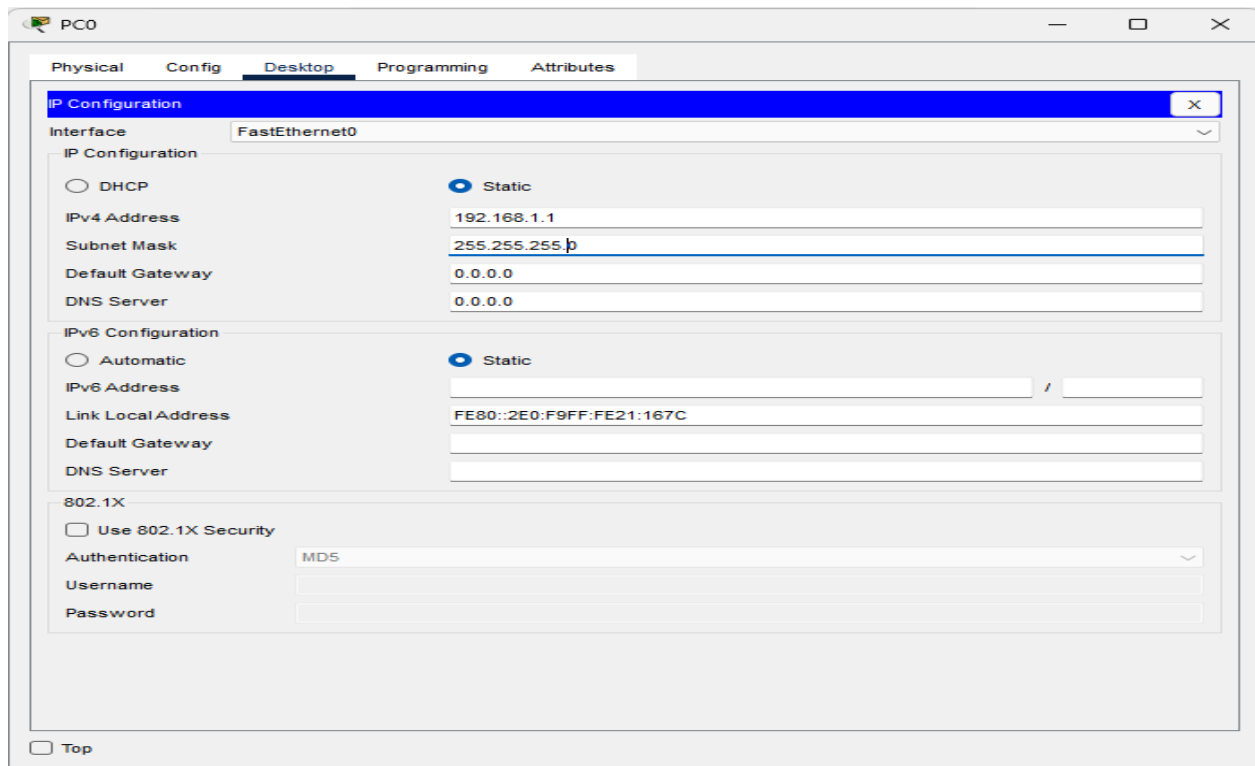 PC0
Physical Config Desktop Programming Attributes
IP Configuration X
Interface FastEthernet0
IP Configuration
DHCP Static
IPv4 Address 192.168.1.1
Subnet Mask 255.255.255.0
Default Gateway 0.0.0.0
DNS Server 0.0.0.0
IPv6 Configuration
Automatic Static
IPv6 Address /
Link Local Address FE80::2E0:F9FF:FE21:167C
Default Gateway
DNS Server
802.1X
Use 802.1X Security
Authentication MD5
Username
Password
Top